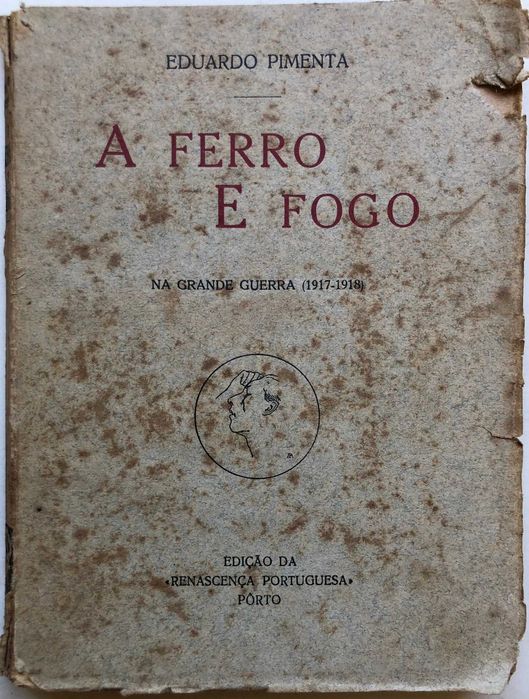 EDUARDO PIMENTA
A FERRO
E FOGO
NA GRANDE GUERRA (1917-1918)
EDIÇÃO DA
«RENASCENÇA PORTUGUESA»
PÔRTO